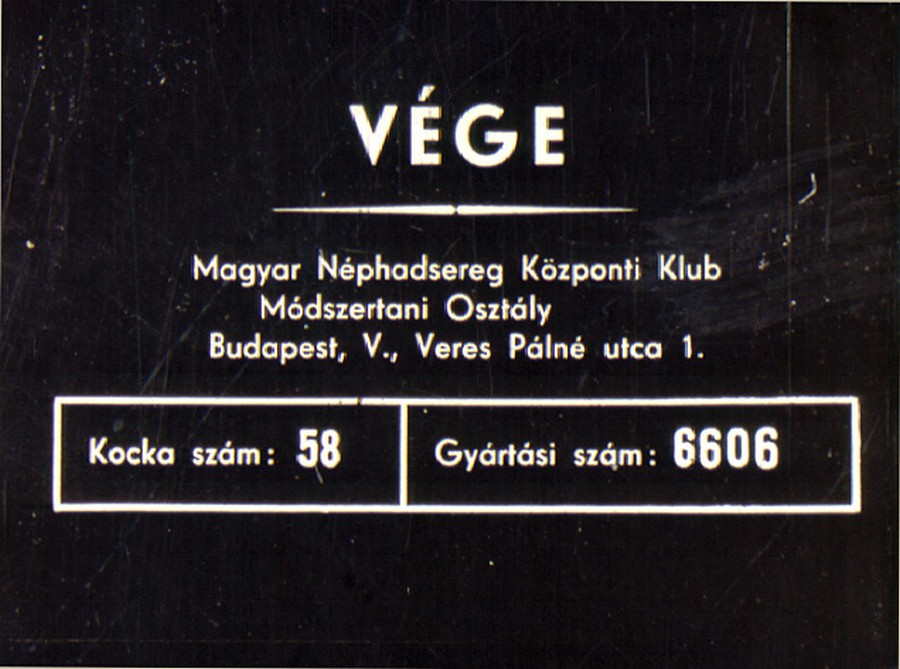 VÉGE
Magyar Néphadsereg Központi Klub
Módszertani Osztály
Budapest, V., Veres Pálné utca 1.
Kocka szám: 58
Gyártási szám: 6606